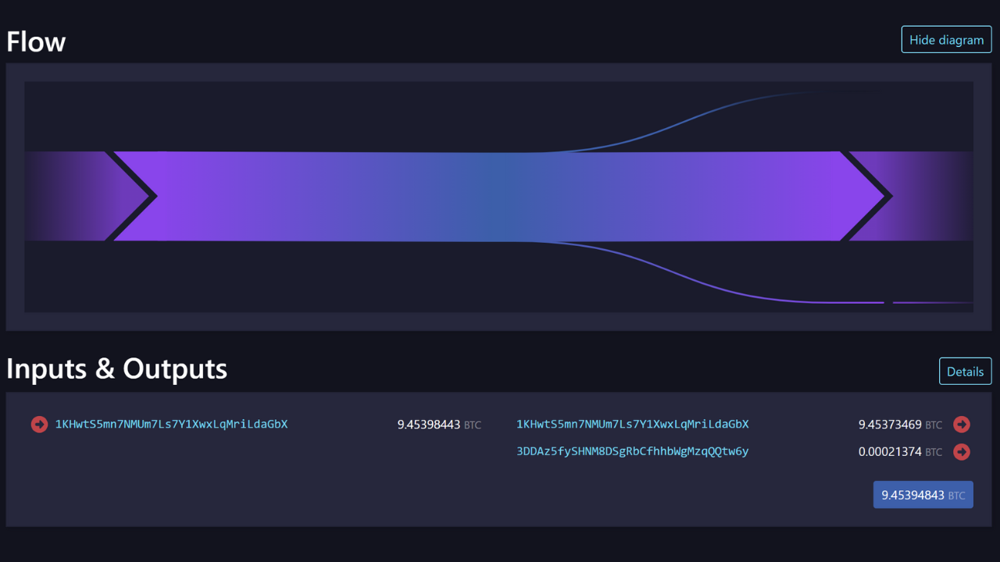 Flow
Hide diagram
Inputs & Outputs
Details
1KHwtS5mn7NMUm7Ls7Y1XwxLqMriLdaGbX 9.45398443 BTC 1KHwtS5mn7NMUm7Ls7Y1XwxLqMriLdaGbX 9.45373469 BTC
3DDAz5fySHNM8DSgRbCfhhbWgMzqQQtw6y 0.00021374 BTC
9.45394843 BTC